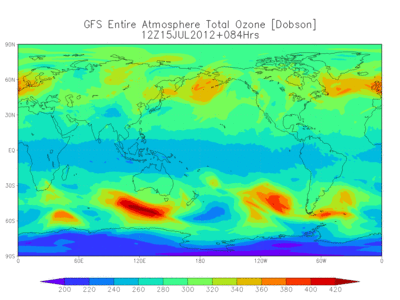 GFS Entire Atmosphere Total Ozone [Dobson]
12Z15JUL2012+084Hrs
90N
60N
30N
EQ
30S
60S
90S
0 60E 120E 180 120W 60W 0
200 220 240 260 280 300 320 340 360 380 400 420